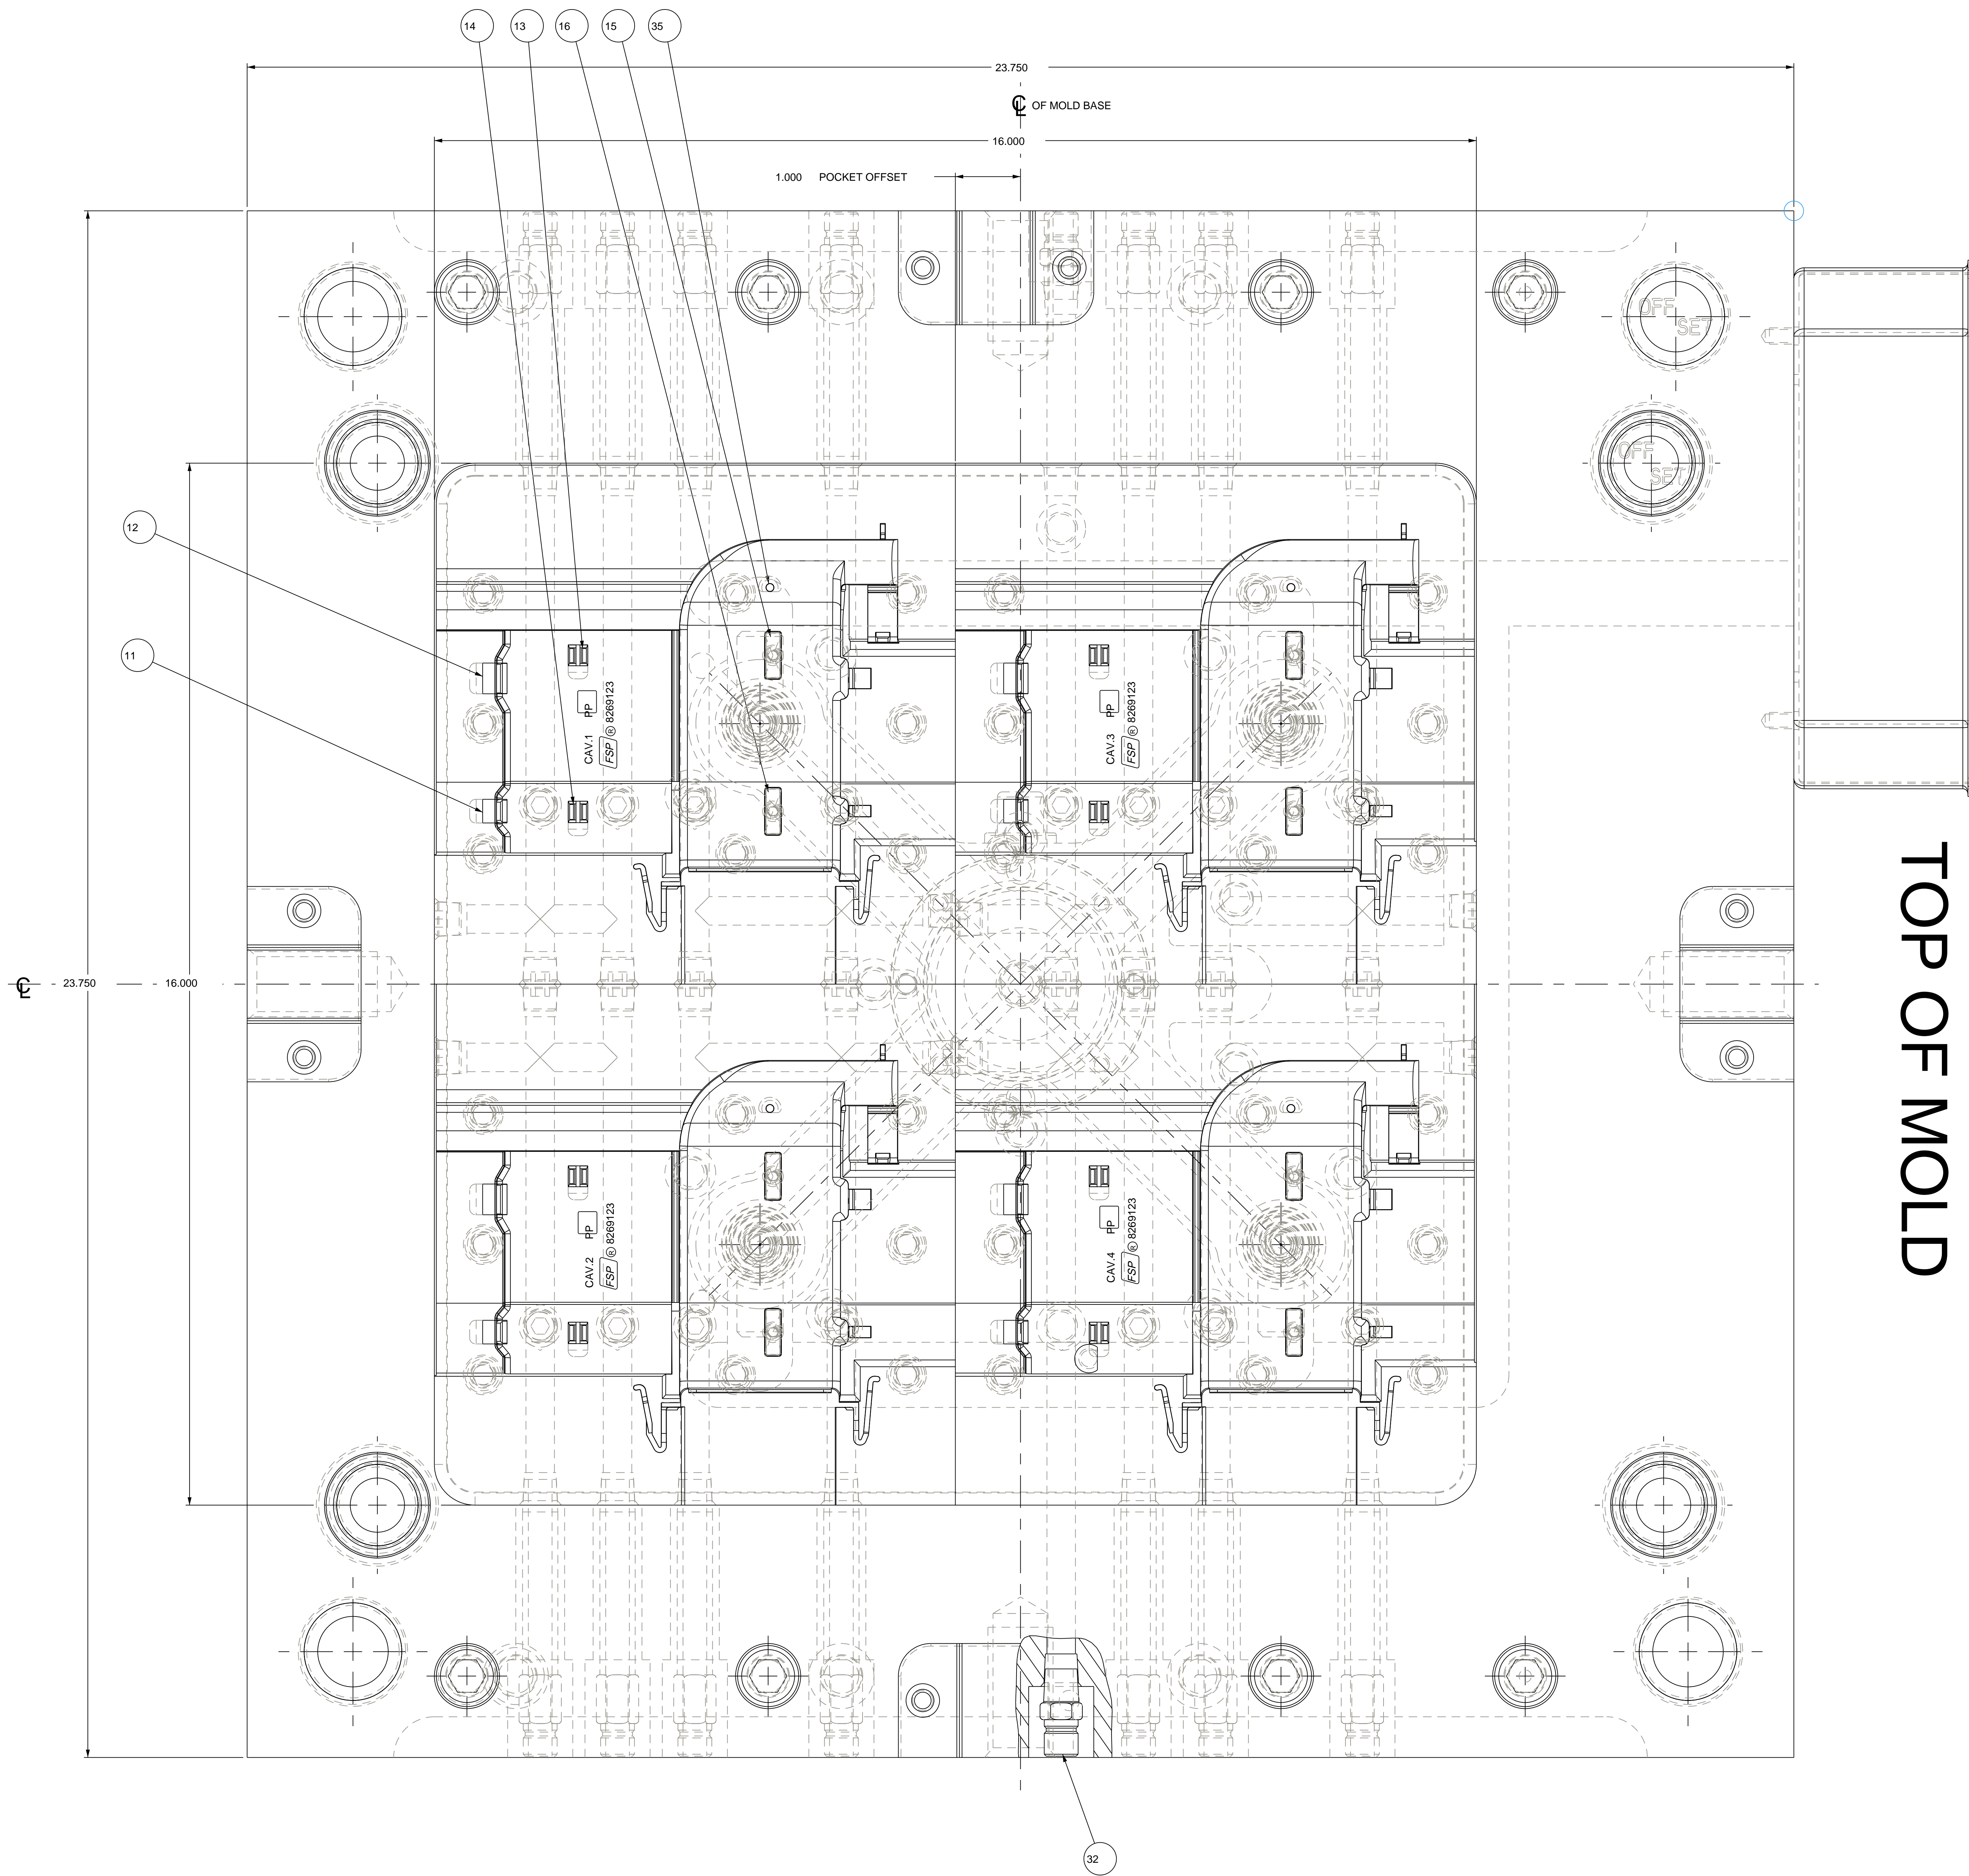 14
13
16
15
35
23.750
CL OF MOLD BASE
16.000
1.000 POCKET OFFSET
OFF
SET
OFF
SET
12
11
CAV.1 PP
FSP ® 8269123
CAV.3 PP
FSP ® 8269123
TOP OF MOLD
CL
23.750
16.000
CAV.2 PP
FSP ® 8269123
CAV.4 PP
FSP ® 8269123
32